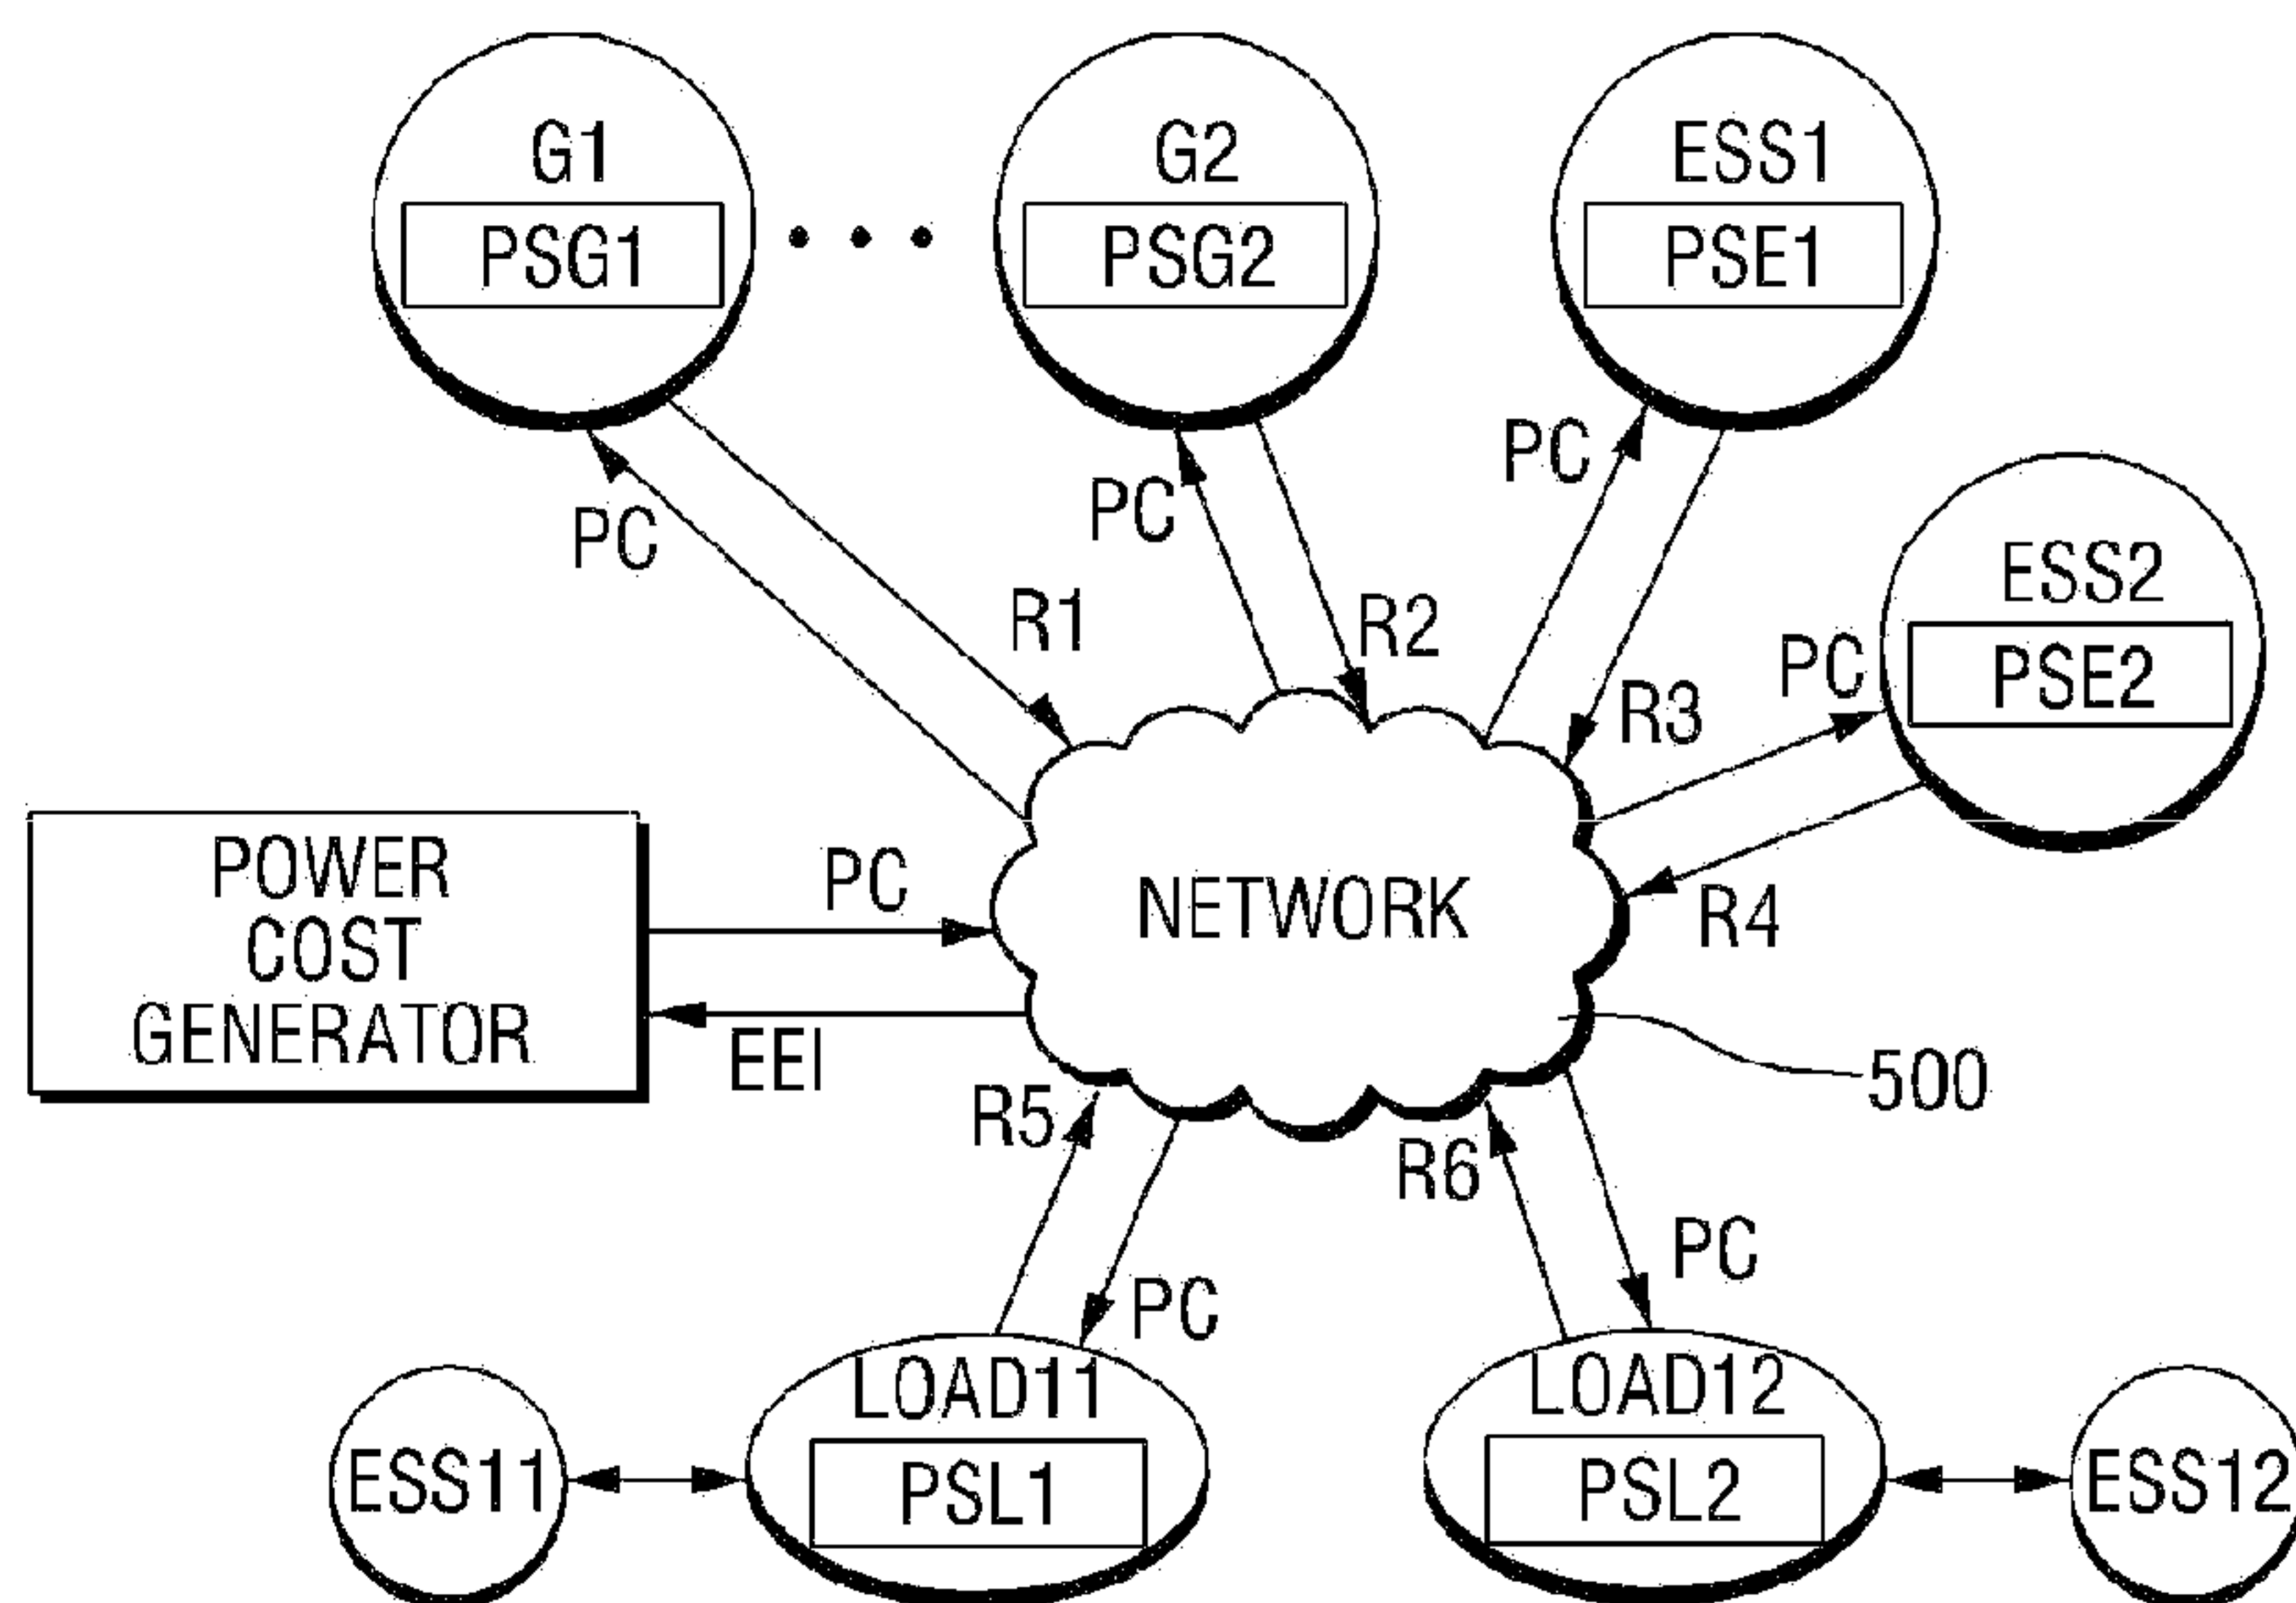 G1
PSG1
G2
PSG2
ESS1
PSE1
PC
PC
PC
ESS2
PSE2
R1
R2
R3
PC
POWER
COST
GENERATOR
PC
EEI
NETWORK
R4
500
R5
R6
PC
PC
LOAD11
PSL1
LOAD12
PSL2
ESS11
ESS12